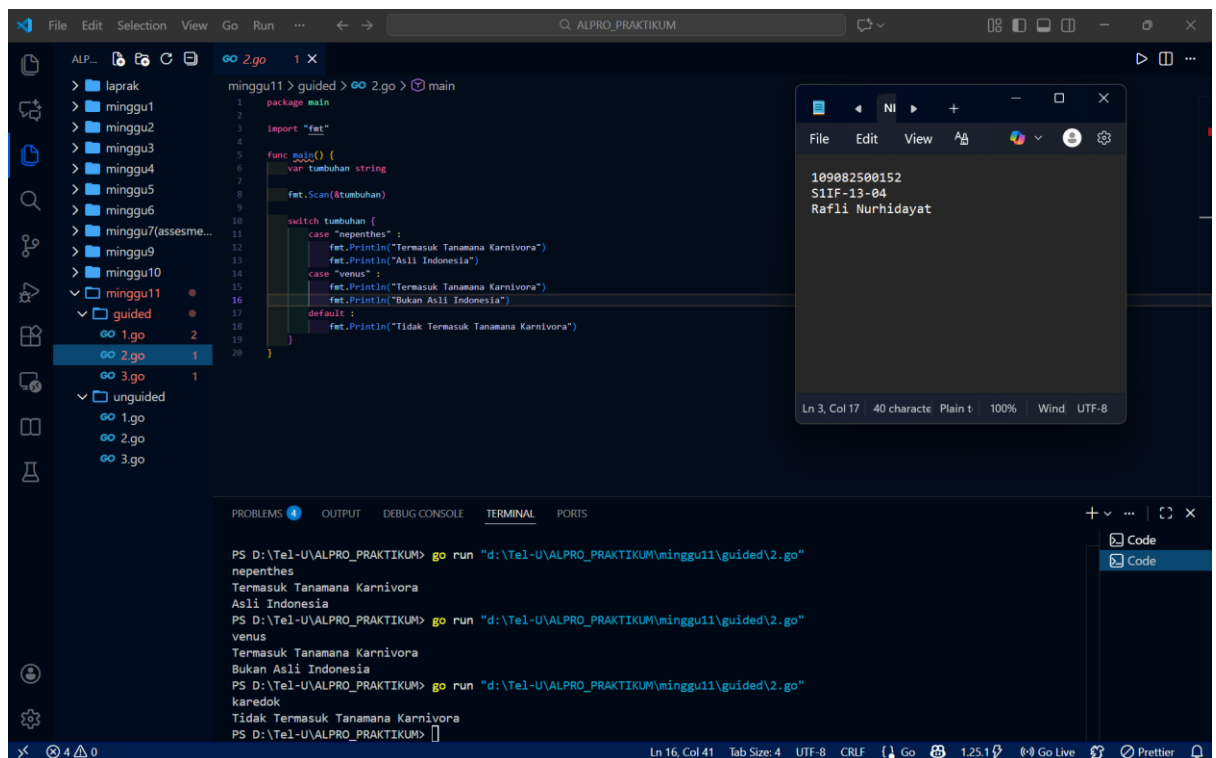 File Edit Selection View Go Run ... ALPRO_PRAKTIKUM
ALP...
laprak
minggu1
minggu2
minggu3
minggu4
minggu5
minggu6
minggu7(assesme...
minggu9
minggu10
minggu11
guided
GO 1.go 2
GO 2.go 1
GO 3.go 1
unguided
GO 1.go
GO 2.go
GO 3.go
GO 2.go 1
minggu11 > guided > GO 2.go > main
1 package main
2
3 import "fmt"
4
5 func main() {
6 var tumbuhan string
7
8 fmt.Scan(&tumbuhan)
9
10 switch tumbuhan {
11 case "nepenthes" :
12 fmt.Println("Termasuk Tanamana Karnivora")
13 fmt.Println("Asli Indonesia")
14 case "venus" :
15 fmt.Println("Termasuk Tanamana Karnivora")
16 fmt.Println("Bukan Asli Indonesia")
17 default :
18 fmt.Println("Tidak Termasuk Tanamana Karnivora")
19 }
20 }
NI
File Edit View
109082500152
S1IF-13-04
Rafli Nurhidayat
Ln 3, Col 17 40 characte Plain t 100% Wind UTF-8
PROBLEMS 4 OUTPUT DEBUG CONSOLE TERMINAL PORTS
Code
Code
PS D:\Tel-U\ALPRO_PRAKTIKUM> go run "d:\Tel-U\ALPRO_PRAKTIKUM\minggu11\guided\2.go"
nepenthes
Termasuk Tanamana Karnivora
Asli Indonesia
PS D:\Tel-U\ALPRO_PRAKTIKUM> go run "d:\Tel-U\ALPRO_PRAKTIKUM\minggu11\guided\2.go"
venus
Termasuk Tanamana Karnivora
Bukan Asli Indonesia
PS D:\Tel-U\ALPRO_PRAKTIKUM> go run "d:\Tel-U\ALPRO_PRAKTIKUM\minggu11\guided\2.go"
karedok
Tidak Termasuk Tanamana Karnivora
PS D:\Tel-U\ALPRO_PRAKTIKUM>
4 0 Ln 16, Col 41 Tab Size: 4 UTF-8 CRLF Go 1.25.1 Go Live Prettier